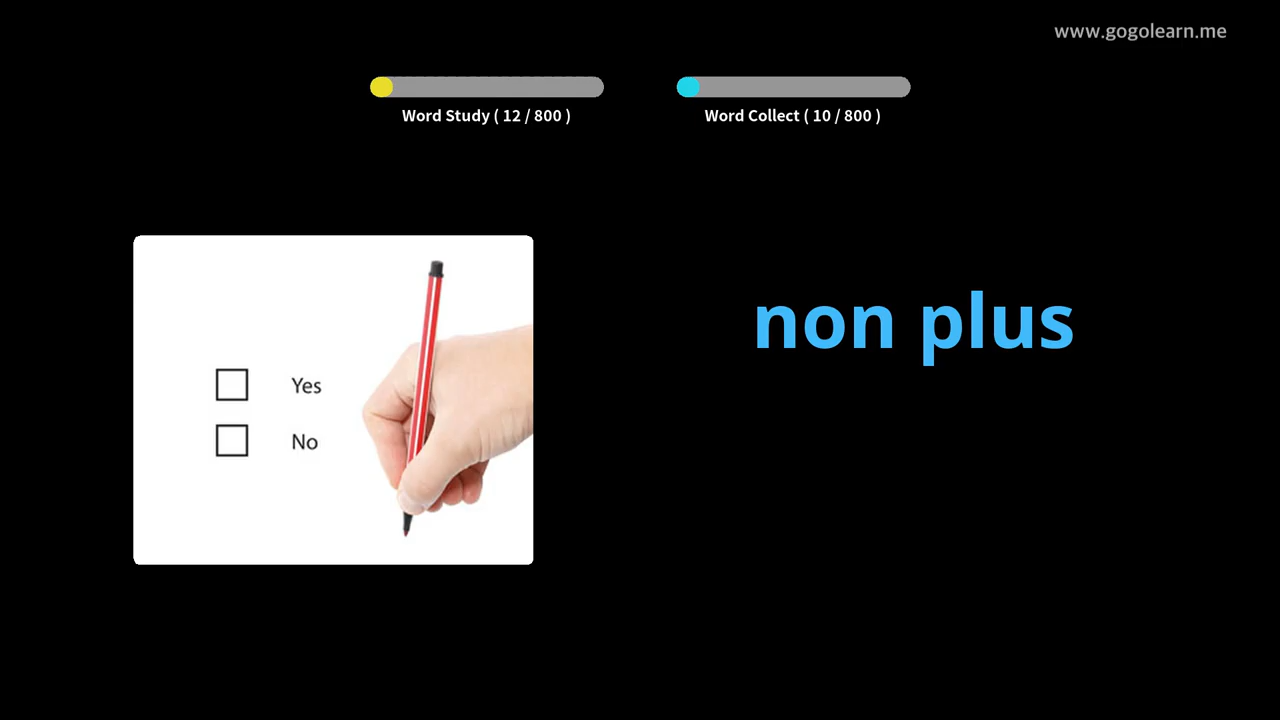 www.gogolearn.me
Word Study ( 12 / 800 )
Word Collect ( 10 / 800 )
non plus
Yes
No